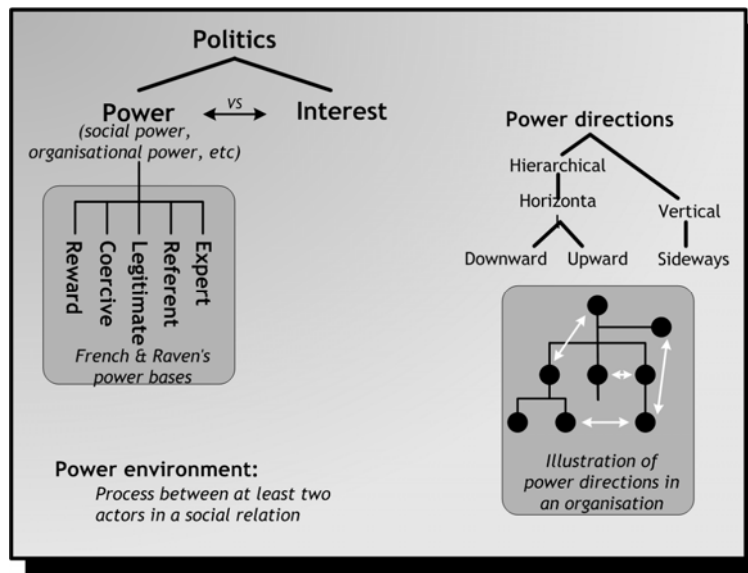 Politics
Power
vs
Interest
(social power,
organisational power, etc)
Reward
Coercive
Legitimate
Referent
Expert
French & Raven's
power bases
Power environment:
Process between at least two
actors in a social relation
Power directions
Hierarchical
Horizonta
l
Vertical
Downward
Upward
Sideways
Illustration of
power directions in
an organisation